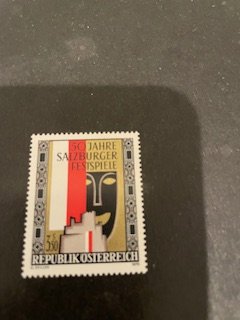 50 JAHRE
SALZBURGER
FESTSPIELE
REPUBLIK ÖSTERREICH